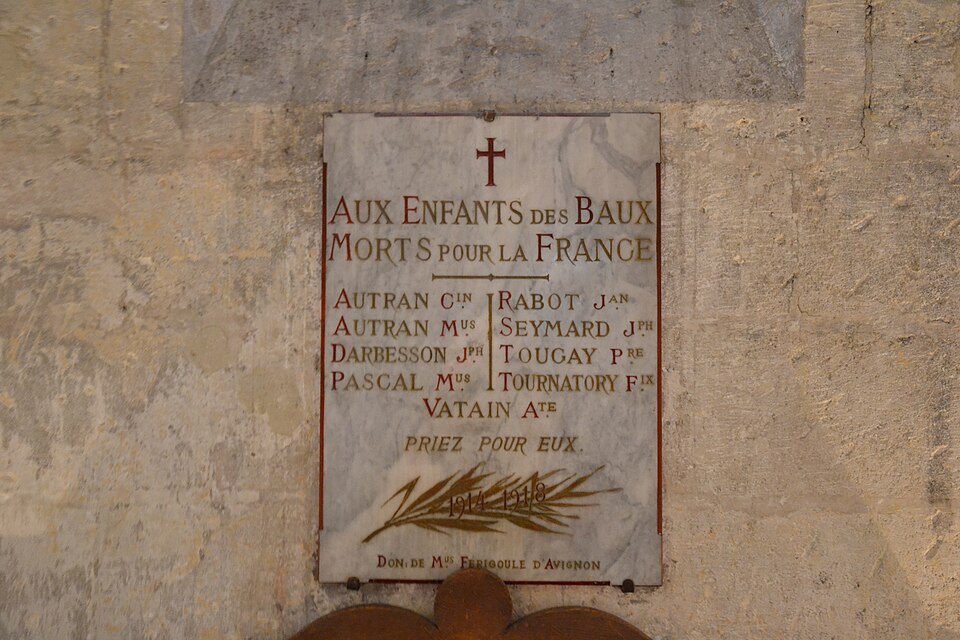 AUX ENFANTS DES BAUX
MORTS POUR LA FRANCE
AUTRAN CIN RABOT JAN
AUTRAN MUS SEYMARD JPH
DARBESSON JPH TOUGAY PRE
PASCAL MUS TOURNATORY FIX
VATAIN ATE
PRIEZ POUR EUX.
1914 1918
DON DE MUS FERIGOULE D'AVIGNON